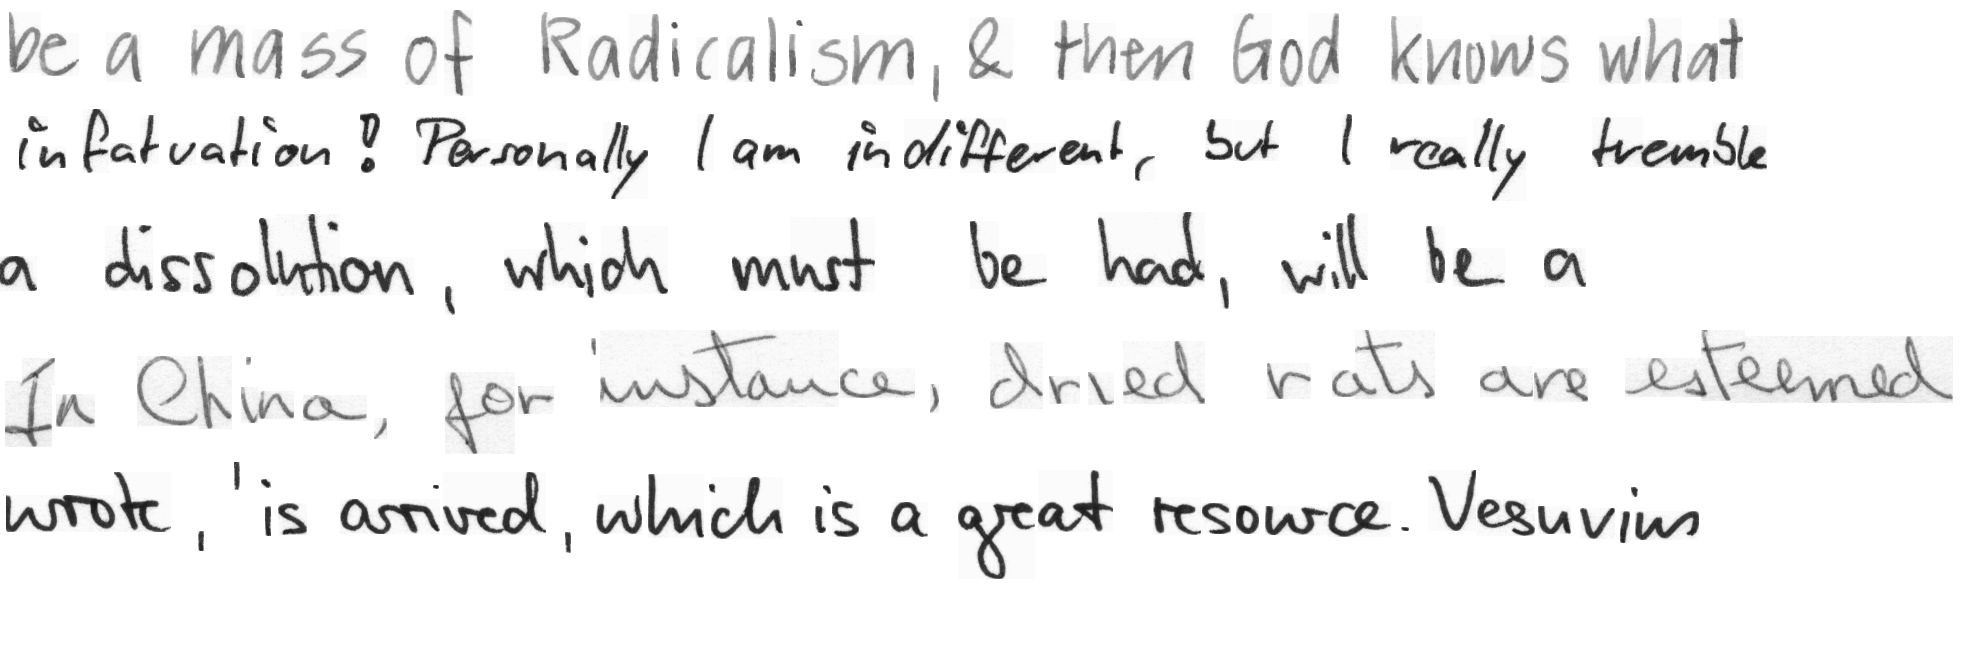 be a mass of Radicalism, & then God knows what
infatuation! Personally I am indifferent, but I really tremble
a dissolution, which must be had, will be a
In China, for instance, dried rats are esteemed
wrote, 'is arrived, which is a great resource. Vesuvius